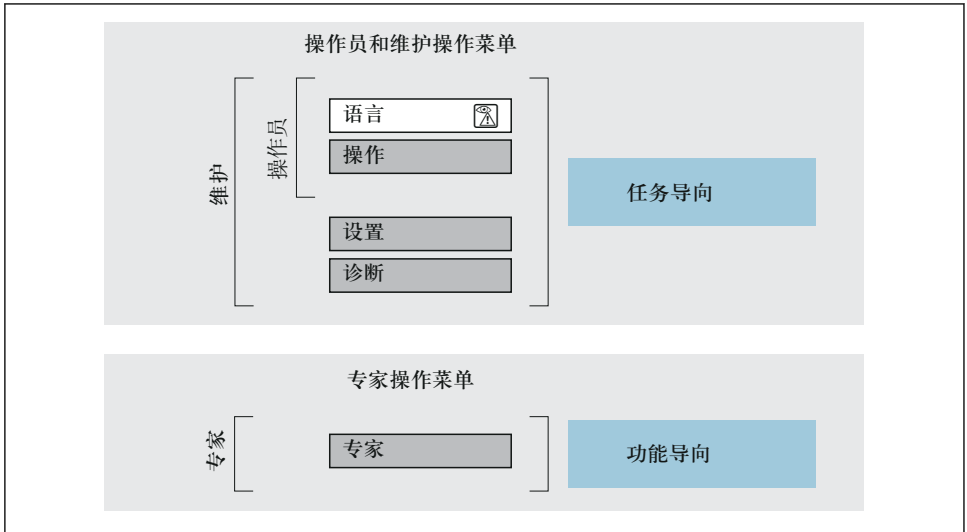 操作员和维护操作菜单
维护
操作员
语言
操作
设置
诊断
任务导向
专家操作菜单
专家
专家
功能导向